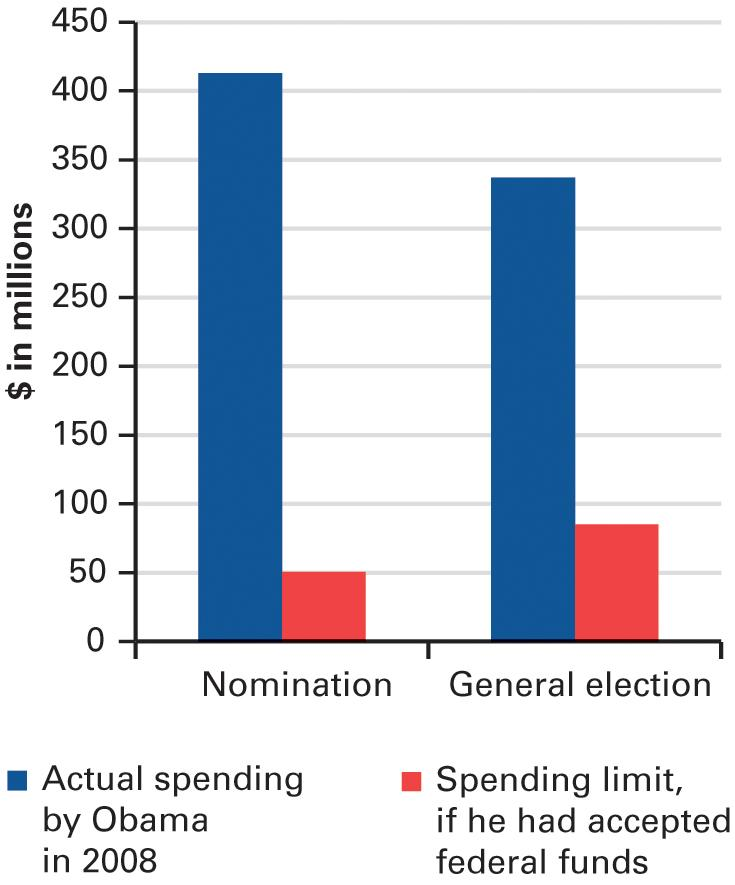 450
400
350
300
250
200
150
100
50
0
$ in millions
Nomination
General election
Actual spending
by Obama
in 2008
Spending limit,
if he had accepted
federal funds